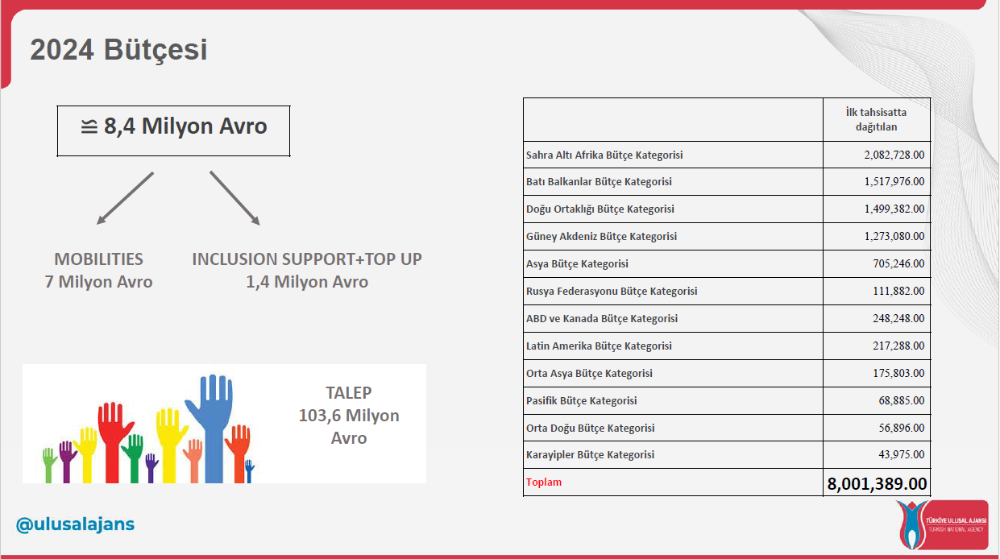 2024 Bütçesi
≌ 8,4 Milyon Avro
MOBILITIES
7 Milyon Avro
INCLUSION SUPPORT+TOP UP
1,4 Milyon Avro
TALEP
103,6 Milyon
Avro
@ulusalajans
İlk tahsisatta
dağıtılan
Sahra Altı Afrika Bütçe Kategorisi 2,082,728.00
Batı Balkanlar Bütçe Kategorisi 1,517,976.00
Doğu Ortaklığı Bütçe Kategorisi 1,499,382.00
Güney Akdeniz Bütçe Kategorisi 1,273,080.00
Asya Bütçe Kategorisi 705,246.00
Rusya Federasyonu Bütçe Kategorisi 111,882.00
ABD ve Kanada Bütçe Kategorisi 248,248.00
Latin Amerika Bütçe Kategorisi 217,288.00
Orta Asya Bütçe Kategorisi 175,803.00
Pasifik Bütçe Kategorisi 68,885.00
Orta Doğu Bütçe Kategorisi 56,896.00
Karayipler Bütçe Kategorisi 43,975.00
Toplam 8,001,389.00
TÜRKİYE ULUSAL AJANSI
TURKISH NATIONAL AGENCY